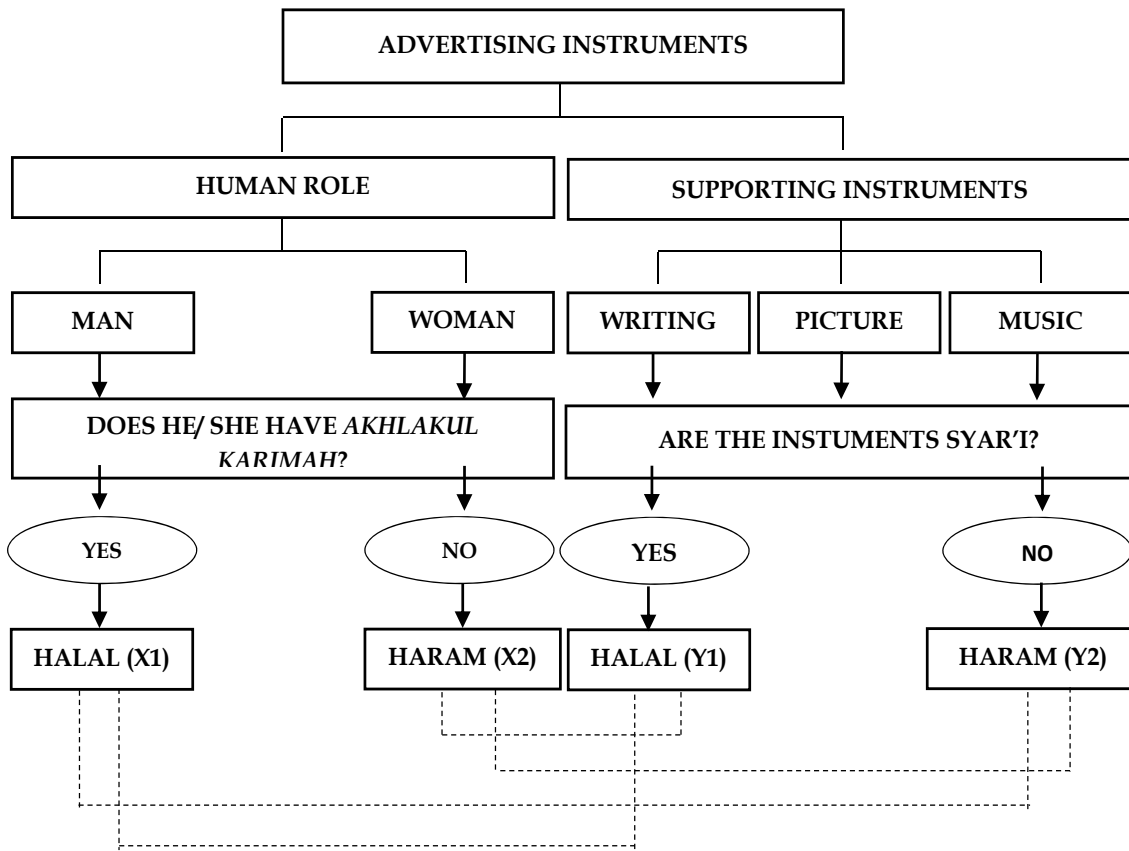 ADVERTISING INSTRUMENTS
HUMAN ROLE
SUPPORTING INSTRUMENTS
MAN
WOMAN
WRITING
PICTURE
MUSIC
DOES HE/ SHE HAVE AKHLAKUL
KARIMAH?
ARE THE INSTUMENTS SYAR'I?
YES
NO
YES
NO
HALAL (X1)
HARAM (X2)
HALAL (Y1)
HARAM (Y2)